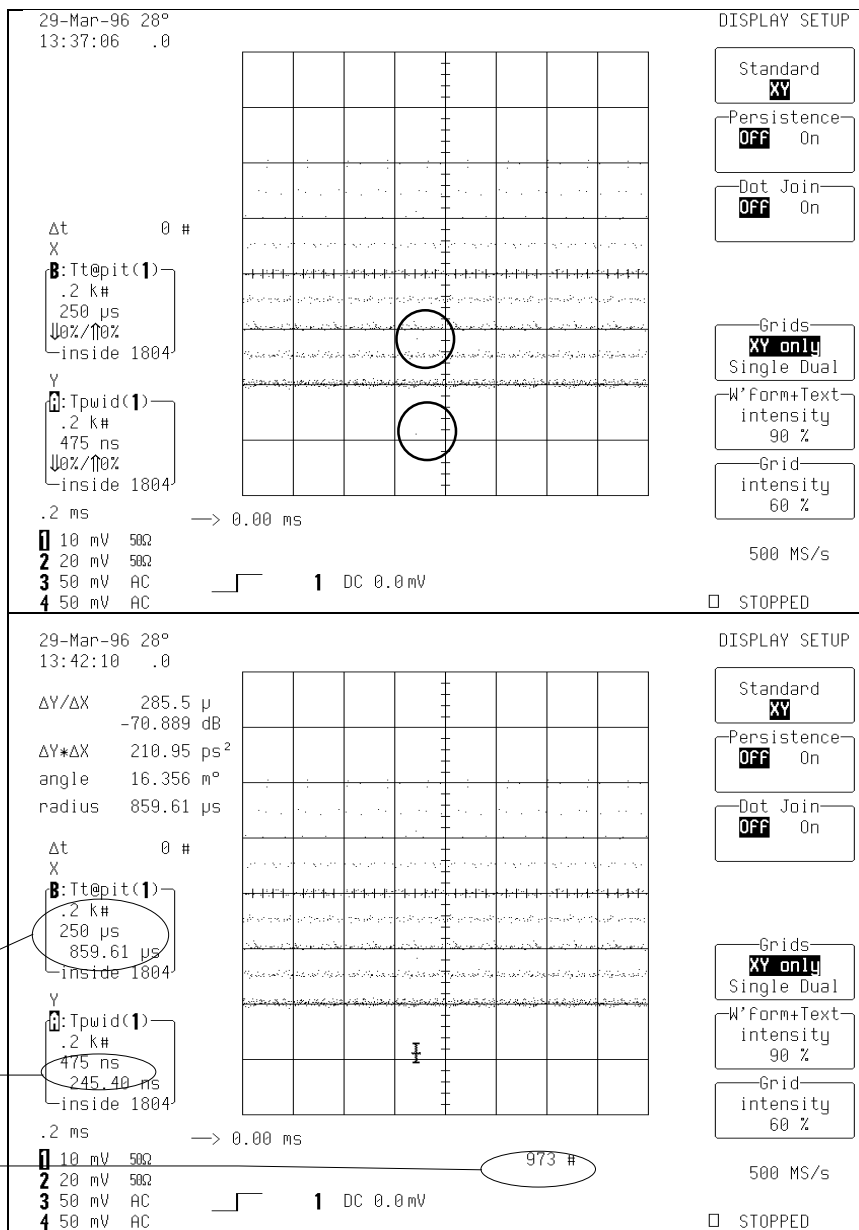 29-Mar-96 28°
13:37:06 .0
DISPLAY SETUP
Standard
XY
Persistence
Off On
Dot Join
Off On
Δt 0 #
X
B:Tt@pit(1)
.2 k#
250 µs
⇓0%/⇑0%
inside 1804
Y
A:Tpwid(1)
.2 k#
475 ns
⇓0%/⇑0%
inside 1804
Grids
XY only
Single Dual
W'form+Text
intensity
90 %
Grid
intensity
60 %
.2 ms
—> 0.00 ms
1 10 mV 50Ω
2 20 mV 50Ω
3 50 mV AC
4 50 mV AC
1 DC 0.0mV
500 MS/s
□ STOPPED
29-Mar-96 28°
13:42:10 .0
DISPLAY SETUP
ΔY/ΔX 285.5 µ
-70.889 dB
ΔY*ΔX 210.95 ps²
angle 16.356 m°
radius 859.61 µs
Standard
XY
Persistence
Off On
Dot Join
Off On
Δt 0 #
X
B:Tt@pit(1)
.2 k#
250 µs
859.61 µs
inside 1804
Y
A:Tpwid(1)
.2 k#
475 ns
245.40 ns
inside 1804
Grids
XY only
Single Dual
W'form+Text
intensity
90 %
Grid
intensity
60 %
.2 ms
—> 0.00 ms
1 10 mV 50Ω
2 20 mV 50Ω
3 50 mV AC
4 50 mV AC
973 #
1 DC 0.0mV
500 MS/s
□ STOPPED